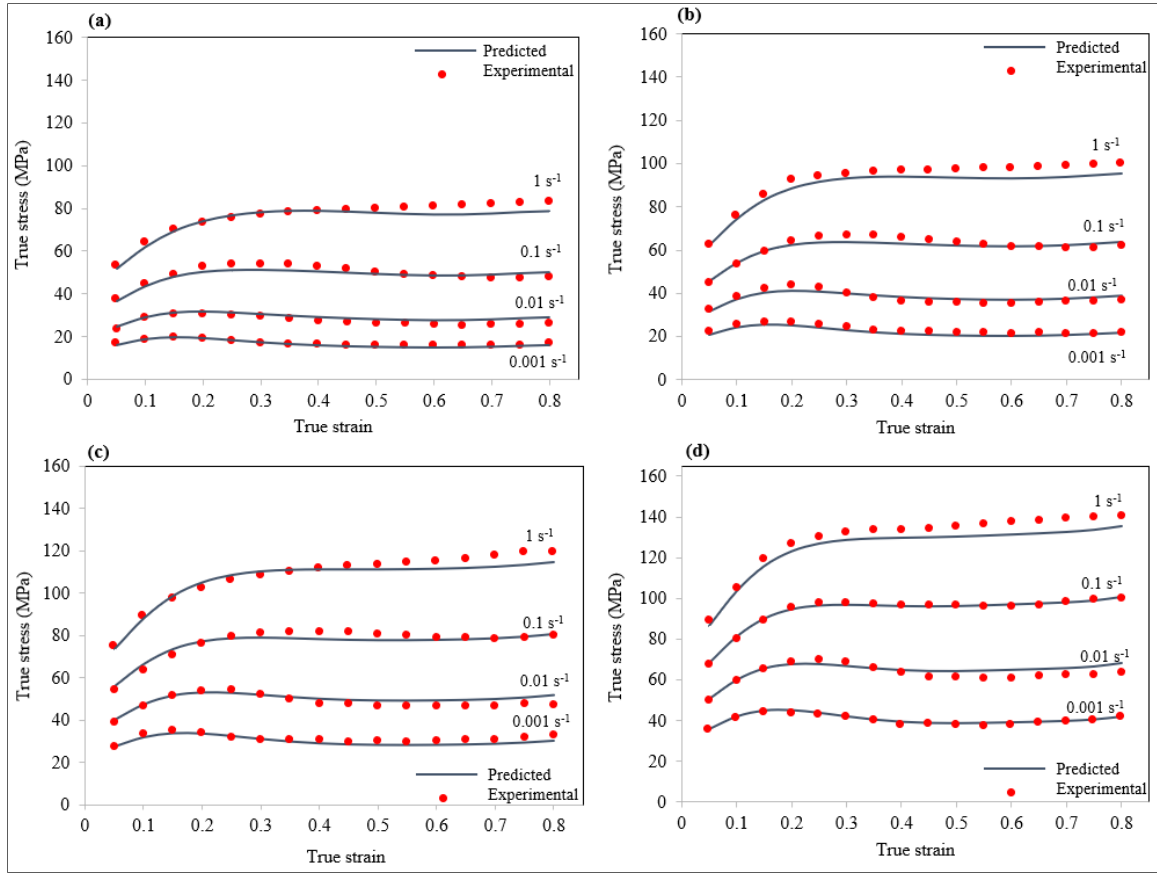 (a)
160
140
120
100
80
60
40
20
0
True stress (MPa)
Predicted
Experimental
1 s-1
0.1 s-1
0.01 s-1
0.001 s-1
0 0.1 0.2 0.3 0.4 0.5 0.6 0.7 0.8
True strain
(b)
160
140
120
100
80
60
40
20
0
True stress (MPa)
Predicted
Experimental
1 s-1
0.1 s-1
0.01 s-1
0.001 s-1
0 0.1 0.2 0.3 0.4 0.5 0.6 0.7 0.8
True strain
(c)
160
140
120
100
80
60
40
20
0
True stress (MPa)
1 s-1
0.1 s-1
0.01 s-1
0.001 s-1
Predicted
Experimental
0 0.1 0.2 0.3 0.4 0.5 0.6 0.7 0.8
True strain
(d)
160
140
120
100
80
60
40
20
0
True stress (MPa)
1 s-1
0.1 s-1
0.01 s-1
0.001 s-1
Predicted
Experimental
0 0.1 0.2 0.3 0.4 0.5 0.6 0.7 0.8
True strain